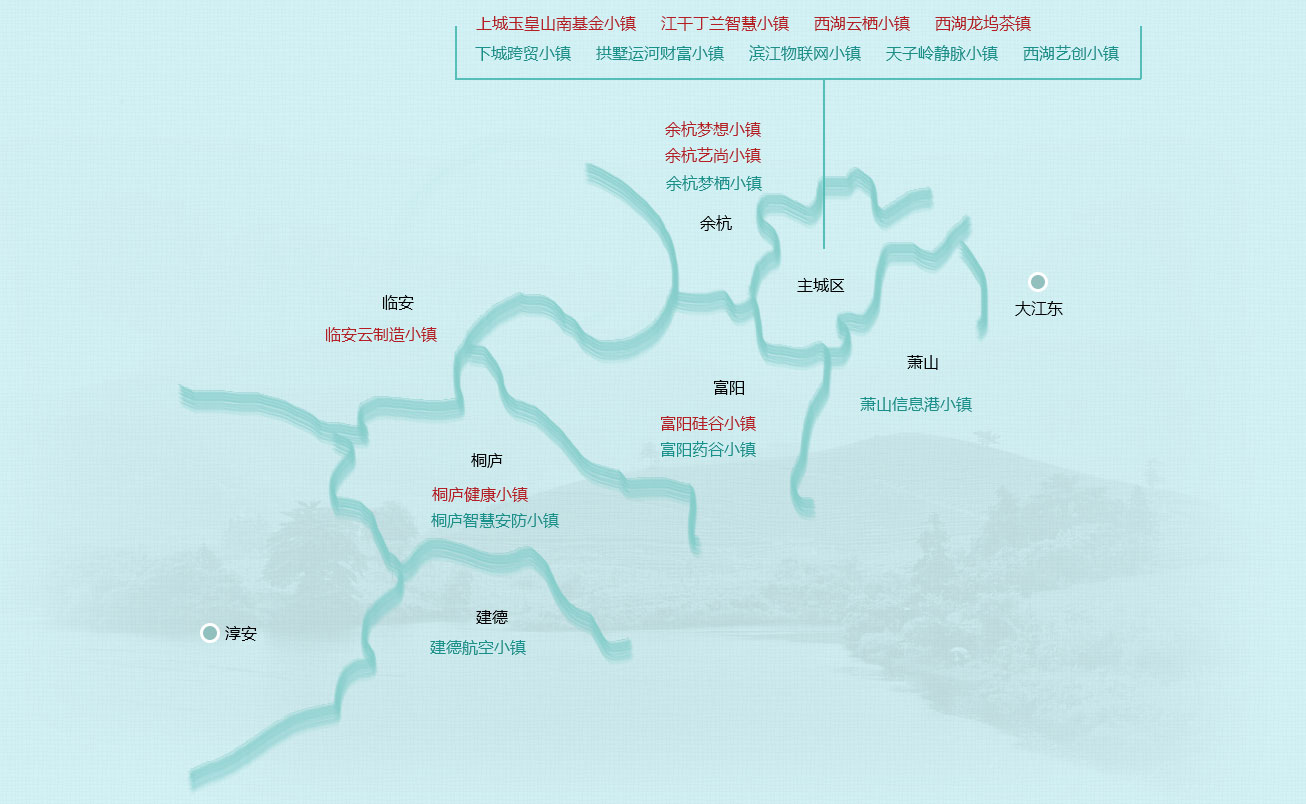 上城玉皇山南基金小镇 江干丁兰智慧小镇 西湖云栖小镇 西湖龙坞茶镇
下城跨贸小镇 拱墅运河财富小镇 滨江物联网小镇 天子岭静脉小镇 西湖艺创小镇
余杭梦想小镇
余杭艺尚小镇
余杭梦栖小镇
余杭
主城区
大江东
临安
临安云制造小镇
萧山
萧山信息港小镇
富阳
富阳硅谷小镇
富阳药谷小镇
桐庐
桐庐健康小镇
桐庐智慧安防小镇
建德
建德航空小镇
淳安